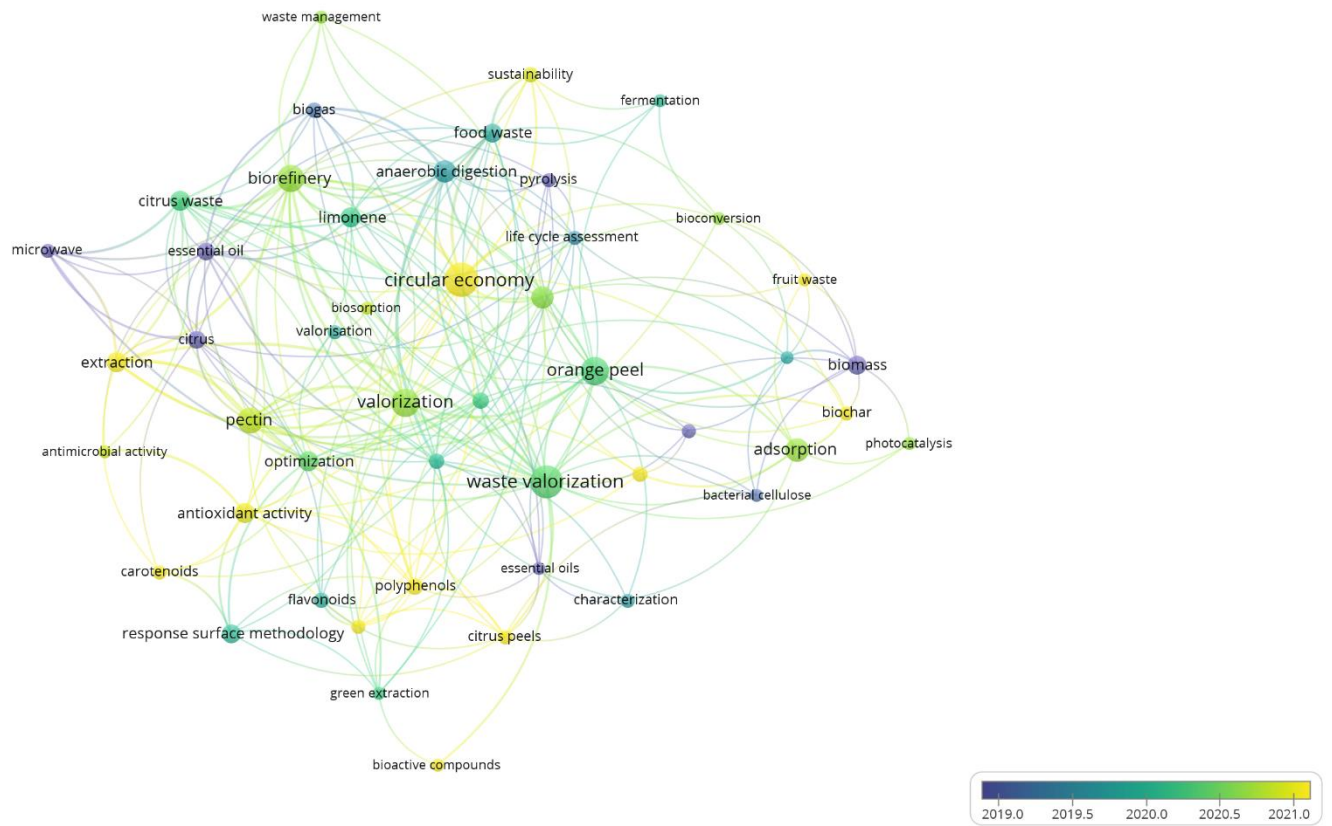 waste management
sustainability
fermentation
biogas
food waste
anaerobic digestion
biorefinery
pyrolysis
citrus waste
limonene
bioconversion
life cycle assessment
microwave
essential oil
circular economy
fruit waste
biosorption
valorisation
citrus
extraction
biomass
orange peel
valorization
biochar
pectin
photocatalysis
adsorption
antimicrobial activity
optimization
waste valorization
bacterial cellulose
antioxidant activity
carotenoids
essential oils
polyphenols
flavonoids
characterization
response surface methodology
citrus peels
green extraction
bioactive compounds
2019.0 2019.5 2020.0 2020.5 2021.0